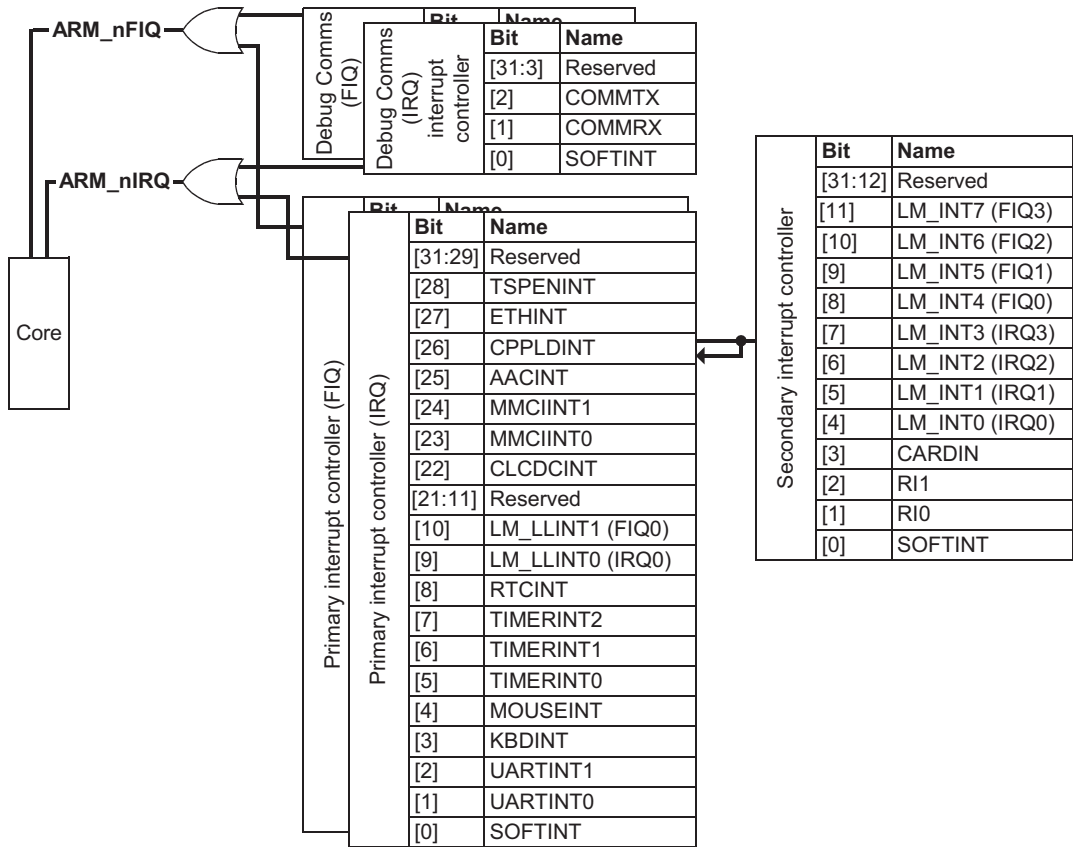 ARM_nFIQ
Debug Comms
(FIQ)
Bit Name
Debug Comms
(IRQ)
interrupt
controller
Bit Name
[31:3] Reserved
[2] COMMTX
[1] COMMRX
[0] SOFTINT
ARM_nIRQ
Core
Primary interrupt controller (FIQ)
Bit Name
Primary interrupt controller (IRQ)
Bit Name
[31:29] Reserved
[28] TSPENINT
[27] ETHINT
[26] CPPLDINT
[25] AACINT
[24] MMCIINT1
[23] MMCIINT0
[22] CLCDCINT
[21:11] Reserved
[10] LM_LLINT1 (FIQ0)
[9] LM_LLINT0 (IRQ0)
[8] RTCINT
[7] TIMERINT2
[6] TIMERINT1
[5] TIMERINT0
[4] MOUSEINT
[3] KBDINT
[2] UARTINT1
[1] UARTINT0
[0] SOFTINT
Secondary interrupt controller
Bit Name
[31:12] Reserved
[11] LM_INT7 (FIQ3)
[10] LM_INT6 (FIQ2)
[9] LM_INT5 (FIQ1)
[8] LM_INT4 (FIQ0)
[7] LM_INT3 (IRQ3)
[6] LM_INT2 (IRQ2)
[5] LM_INT1 (IRQ1)
[4] LM_INT0 (IRQ0)
[3] CARDIN
[2] RI1
[1] RI0
[0] SOFTINT